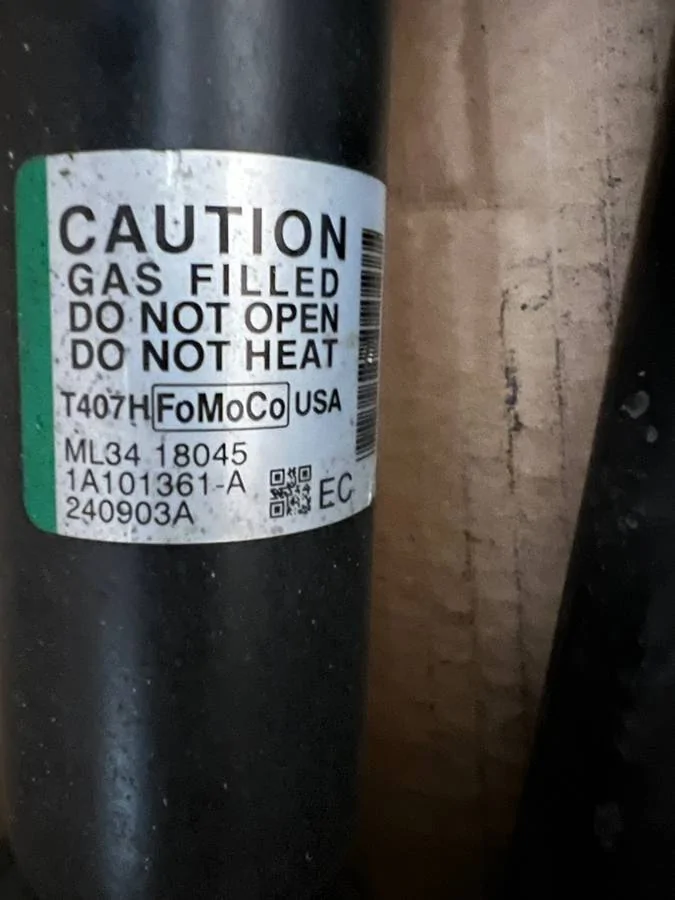 CAUTION
GAS FILLED
DO NOT OPEN
DO NOT HEAT
T407H FoMoCo USA
ML34 18045
1A101361-A
240903A
EC